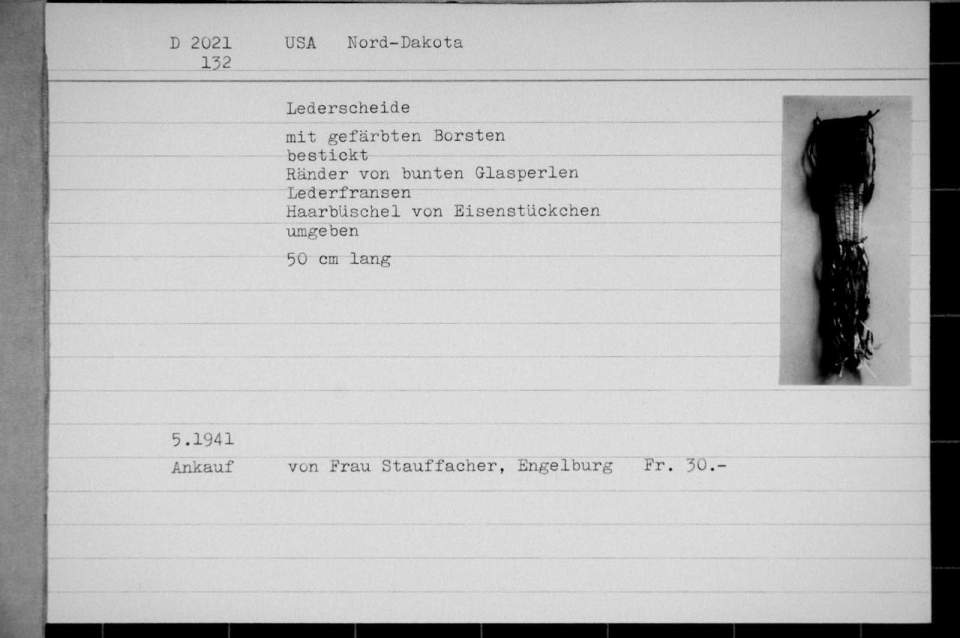 D 2021 USA Nord-Dakota
132
Lederscheide
mit gefärbten Borsten
bestickt
Ränder von bunten Glasperlen
Lederfransen
Haarbüschel von Eisenstückchen
umgeben
50 cm lang
5.1941
Ankauf von Frau Stauffacher, Engelburg Fr. 30.-